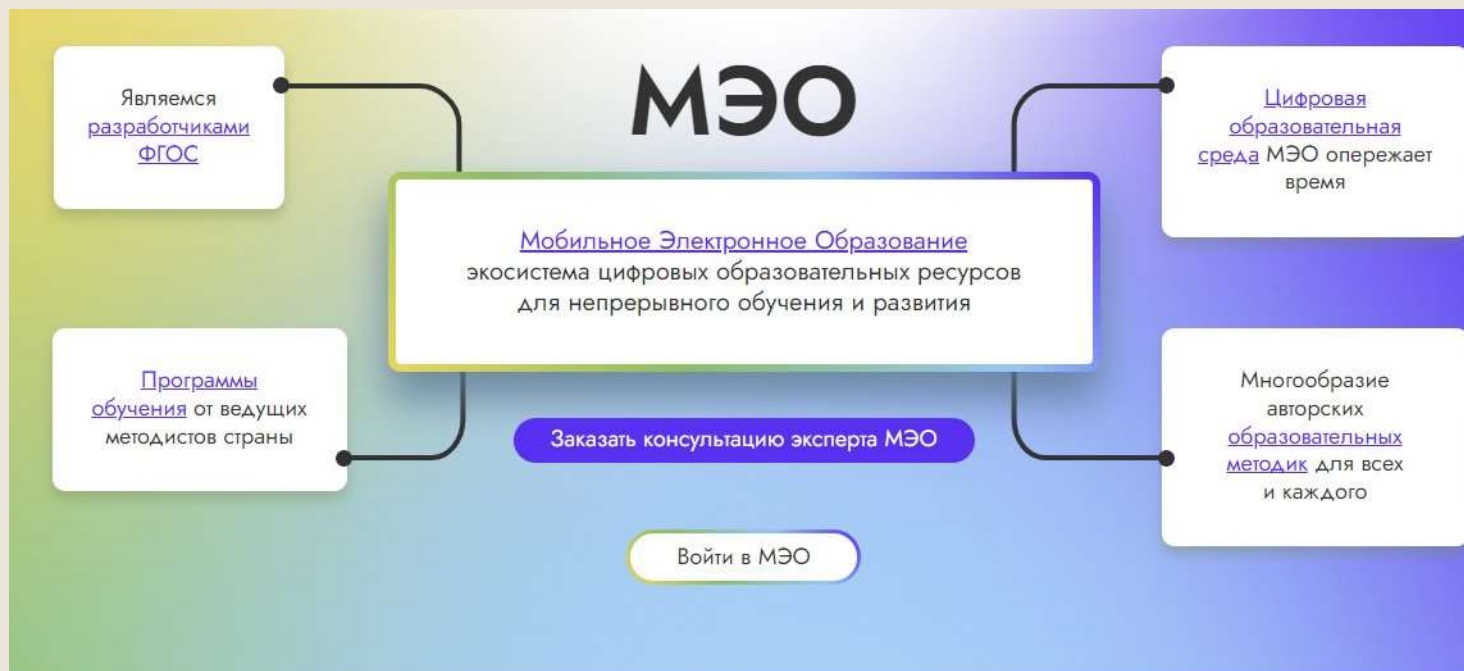 МЭО
Являемся
разработчиками
ФГОС
Цифровая
образовательная
среда МЭО опережает
время
Мобильное Электронное Образование
экосистема цифровых образовательных ресурсов
для непрерывного обучения и развития
Программы
обучения от ведущих
методистов страны
Многообразие
авторских
образовательных
методик для всех
и каждого
Заказать консультацию эксперта МЭО
Войти в МЭО